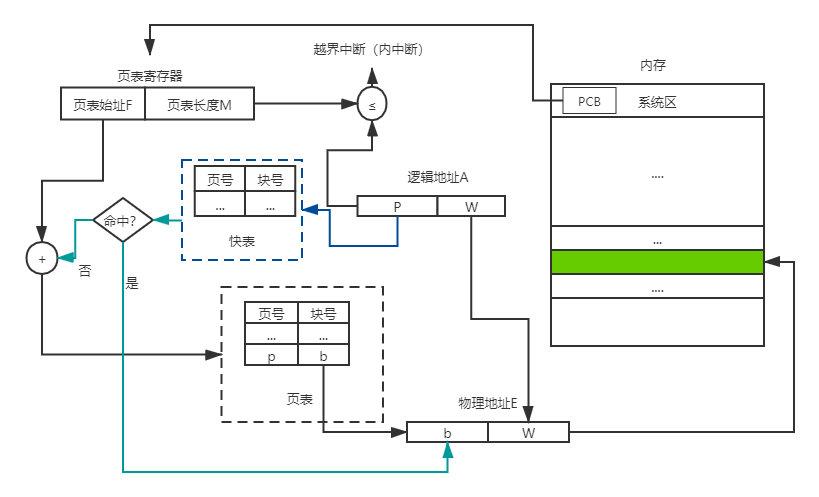 越界中断（内中断）
内存
页表寄存器
页表始址F
页表长度M
≤
PCB
系统区
逻辑地址A
页号
块号
...
...
快表
P
W
....
命中?
+
否
是
...
....
页号
块号
...
...
p
b
页表
物理地址E
b
W